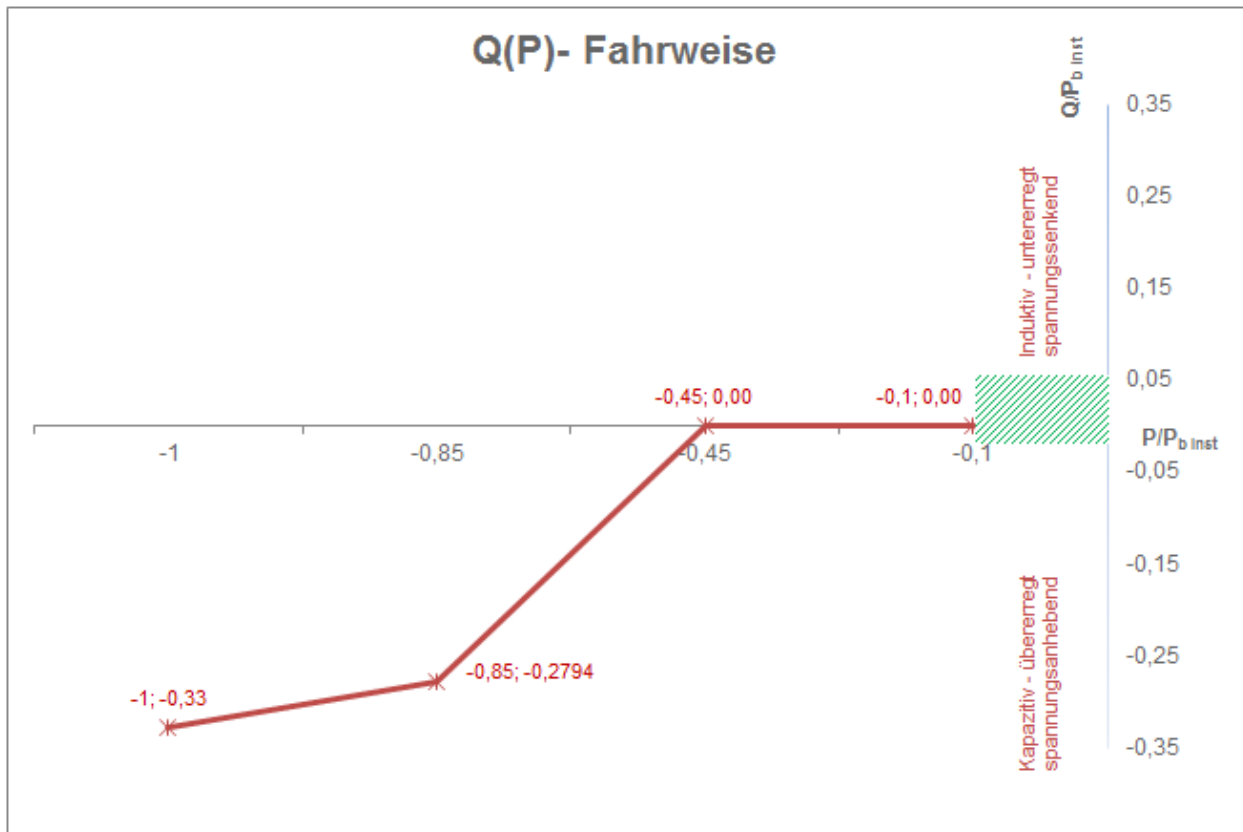 Q(P)- Fahrweise
Q/Pb inst
0,35
0,25
0,15
0,05
-0,05
-0,15
-0,25
-0,35
Induktiv - untererregt
spannungssenkend
-0,45; 0,00
-0,1; 0,00
P/Pb inst
-1
-0,85
-0,45
-0,1
-1; -0,33
-0,85; -0,2794
Kapazitiv - übererregt
spannungsanhebend